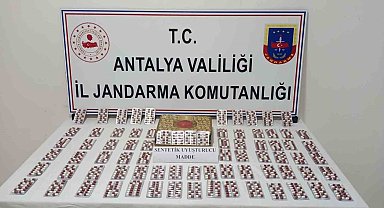 T.C.
ANTALYA VALİLİĞİ
İL JANDARMA KOMUTANLIĞI
SENTETİK UYUŞTURUCU
MADDE